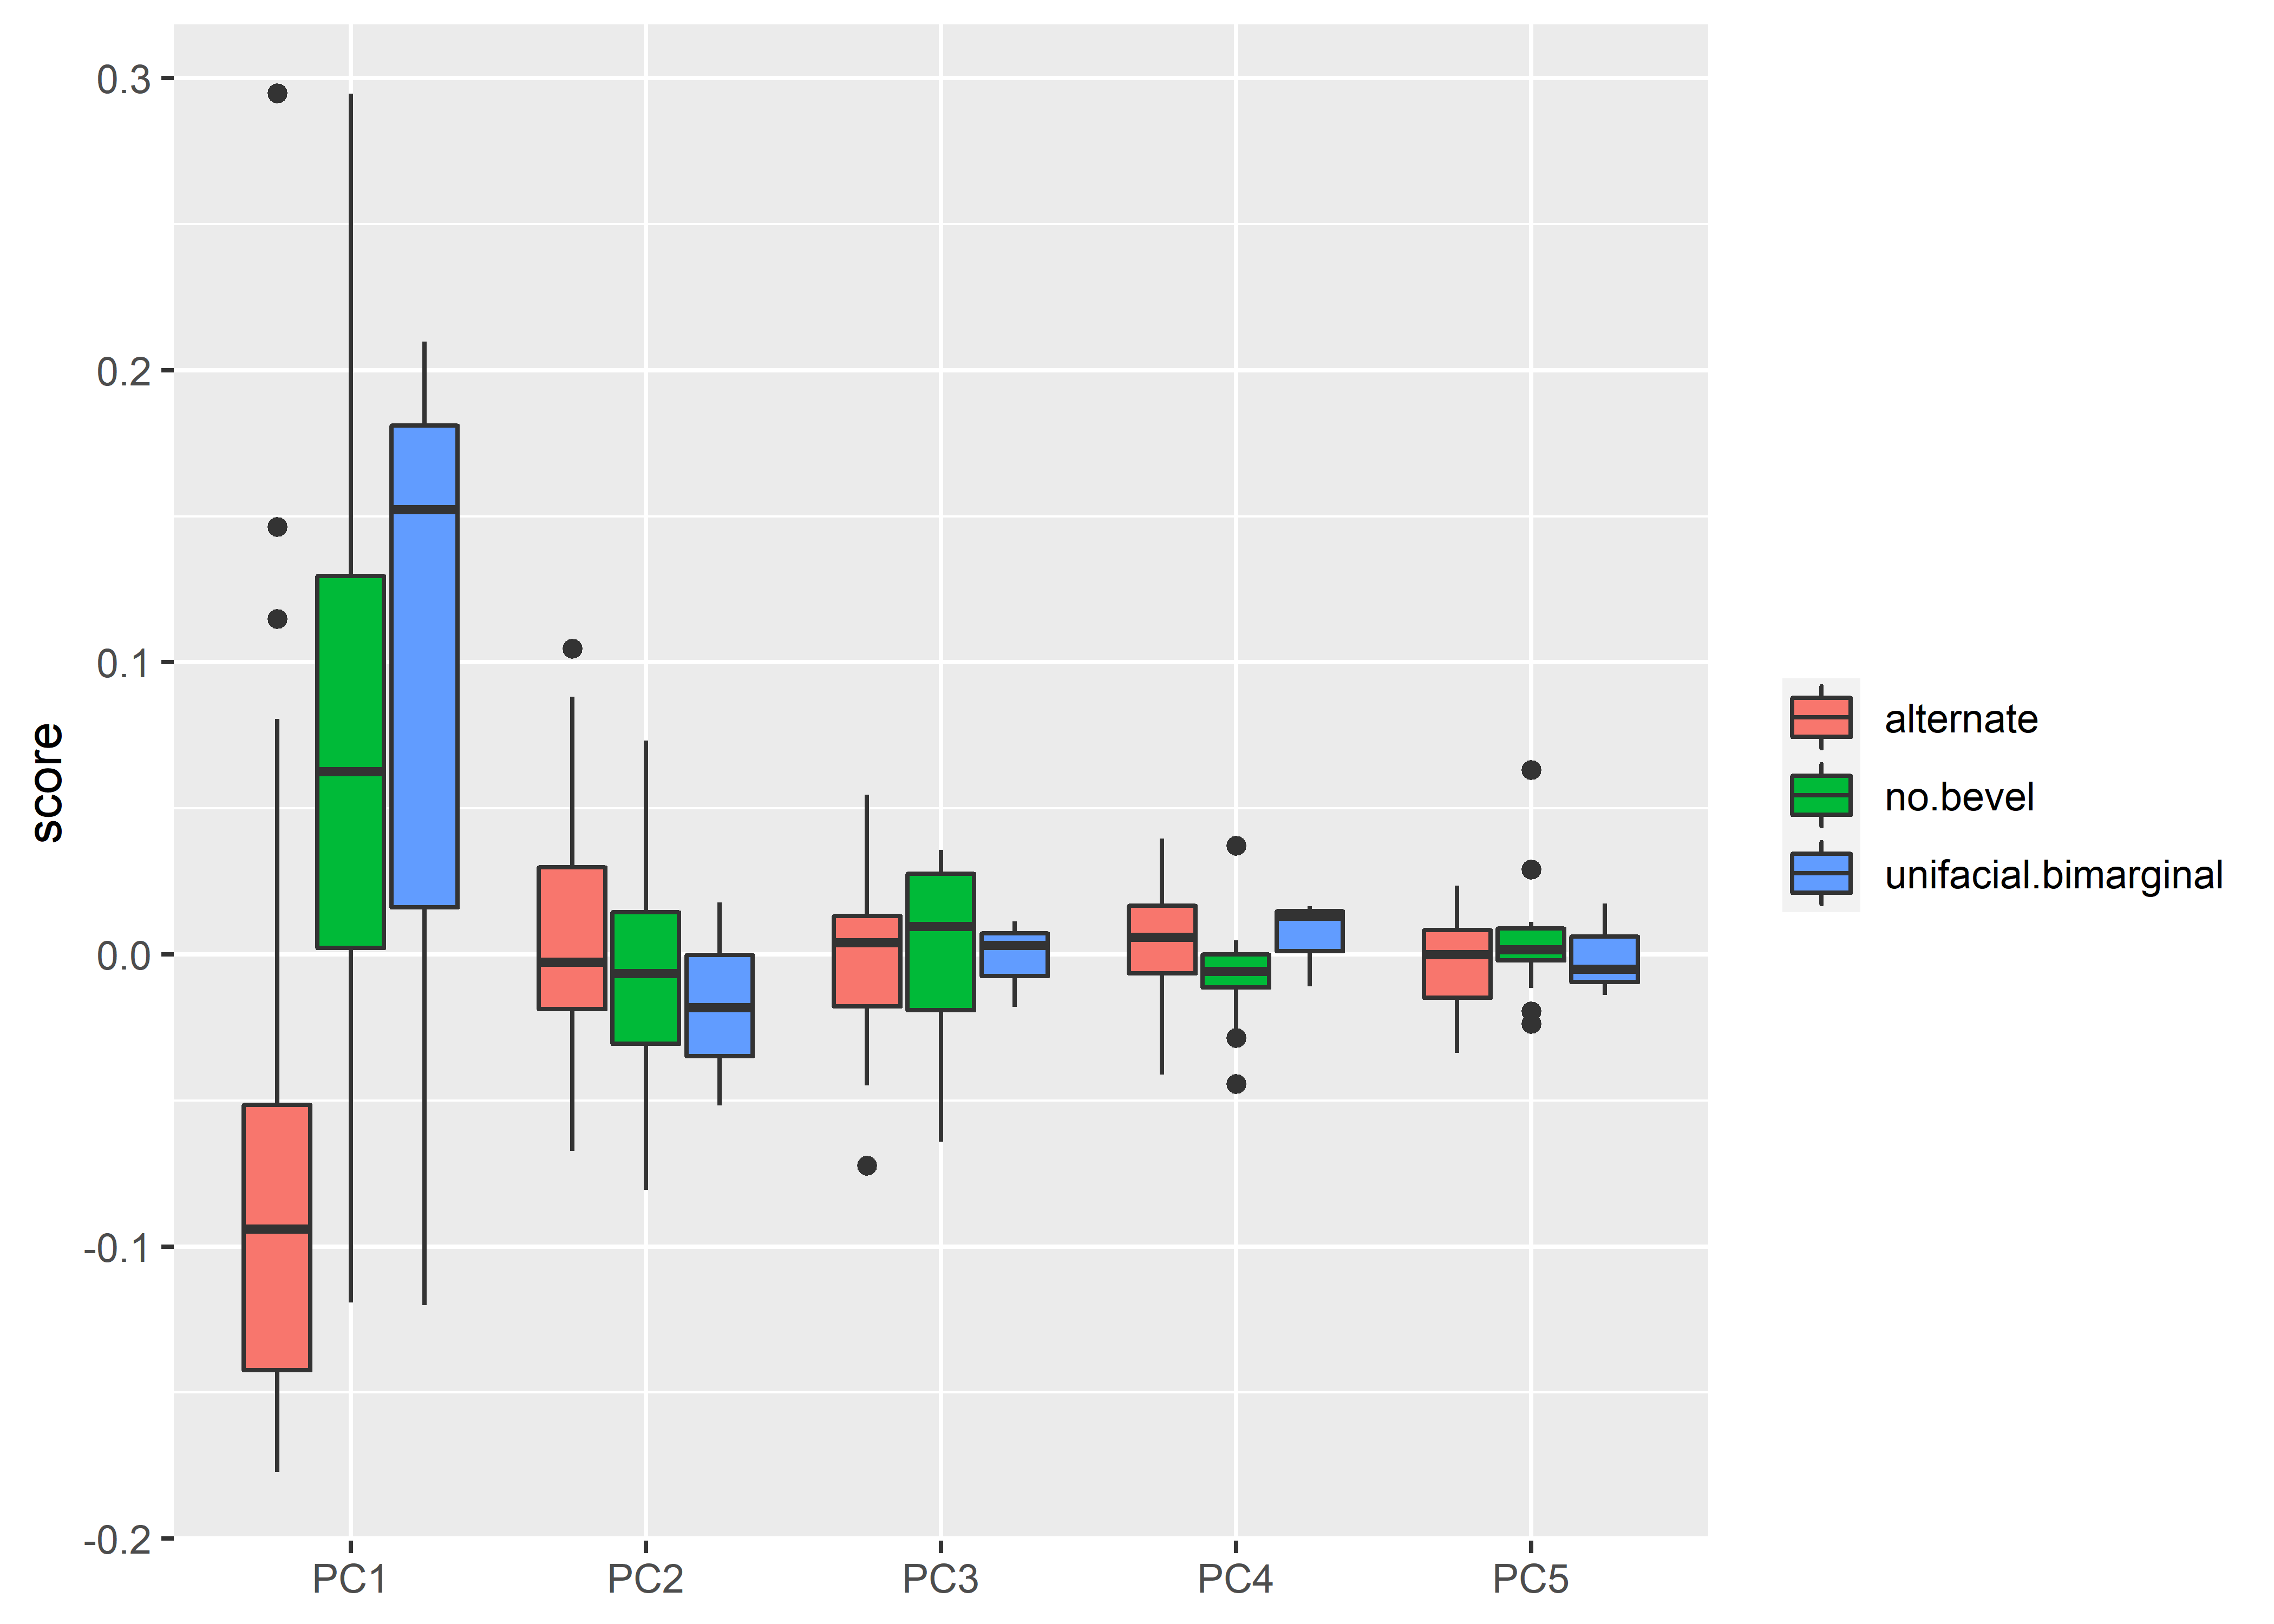 score
0.3
0.2
0.1
0.0
-0.1
-0.2
PC1 PC2 PC3 PC4 PC5
alternate
no.bevel
unifacial.bimarginal